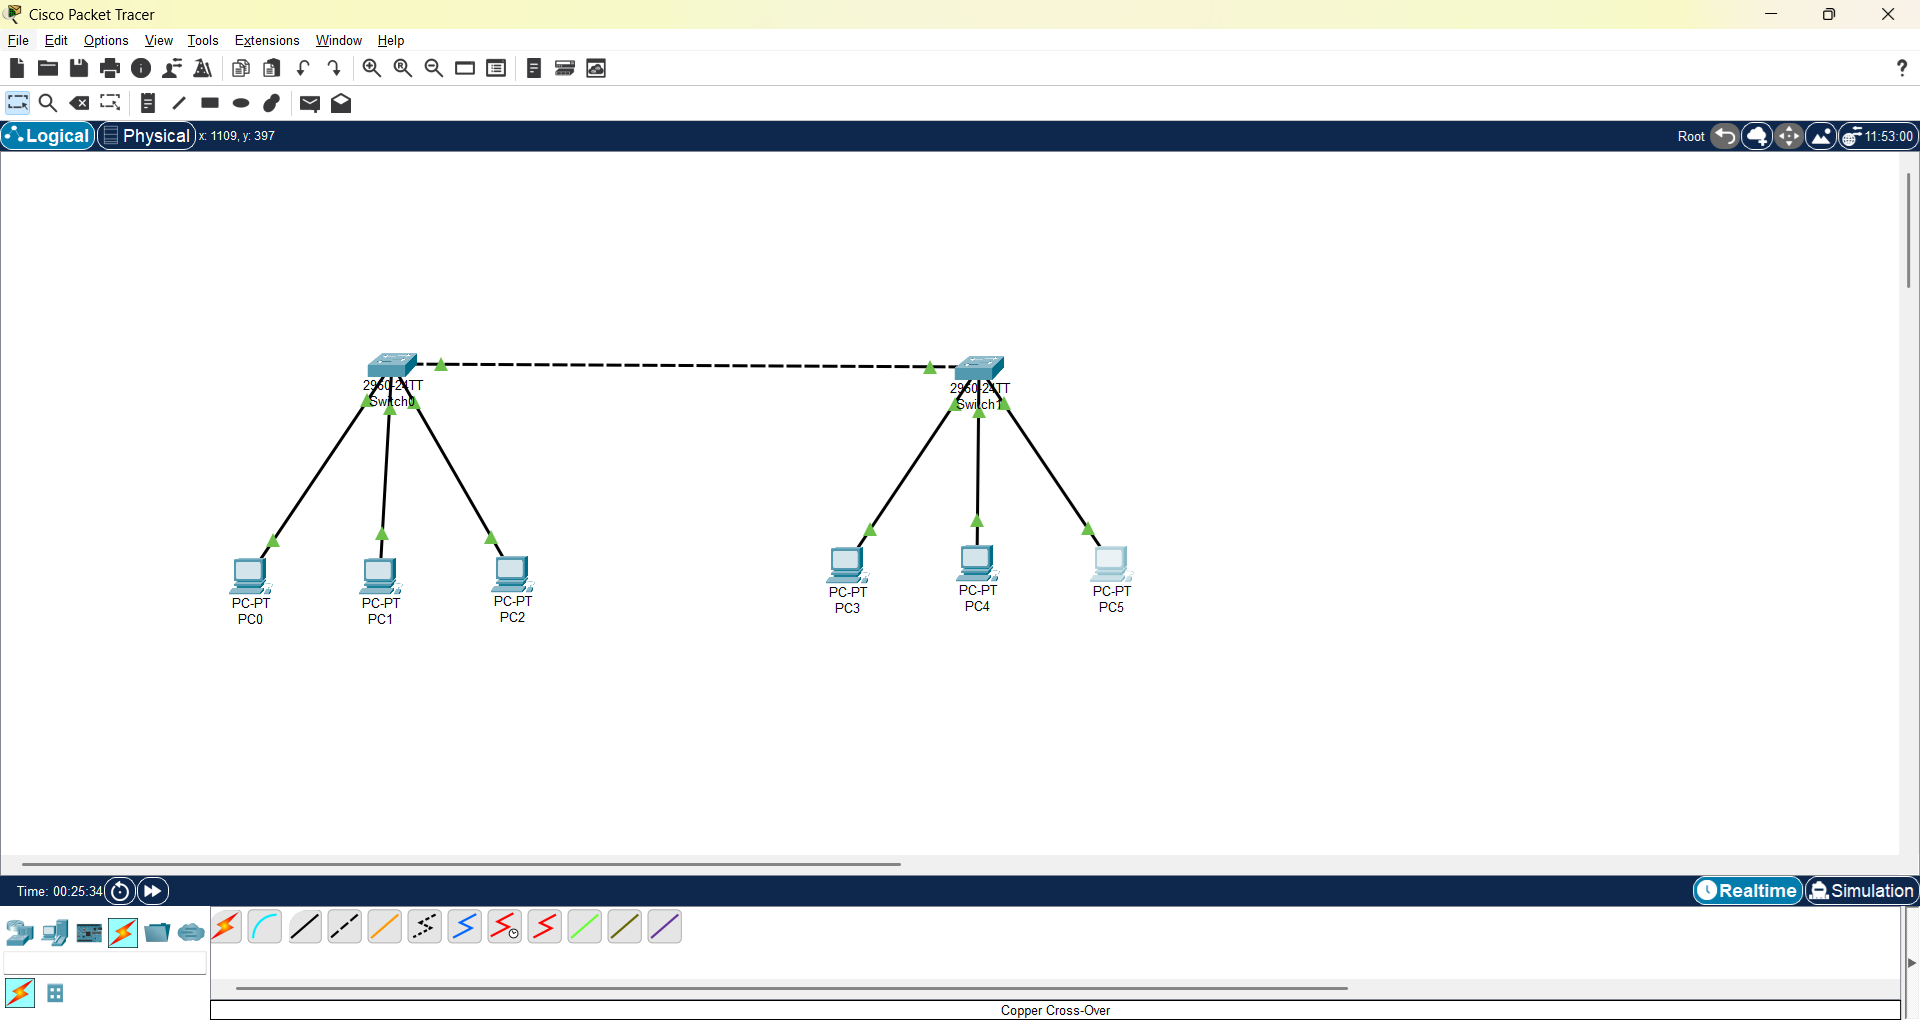 Cisco Packet Tracer
File Edit Options View Tools Extensions Window Help
Logical Physical x: 1109, y: 397 Root 11:53:00
2960-24TT
Switch0
2960-24TT
Switch1
PC-PT
PC0
PC-PT
PC1
PC-PT
PC2
PC-PT
PC3
PC-PT
PC4
PC-PT
PC5
Time: 00:25:34 Realtime Simulation
Copper Cross-Over